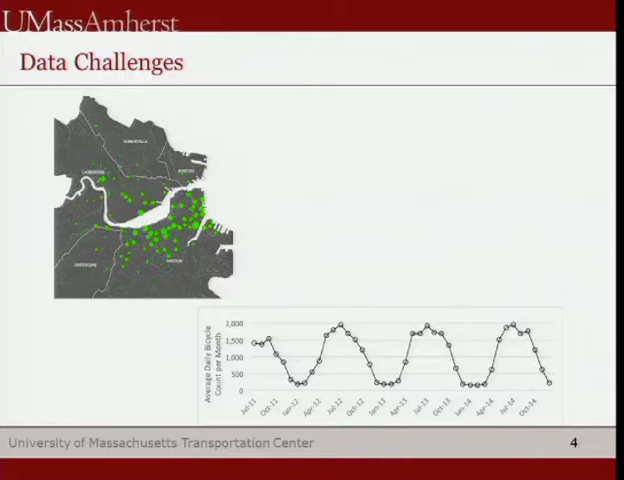 UMassAmherst
Data Challenges
SOMERVILLE
CAMBRIDGE
BOSTON
BROOKLINE
BOSTON
Average Daily Bicycle
Count per Month
2,000
1,500
1,000
500
0
Jul-11
Oct-11
Jan-12
Apr-12
Jul-12
Oct-12
Jan-13
Apr-13
Jul-13
Oct-13
Jan-14
Apr-14
Jul-14
Oct-14
University of Massachusetts Transportation Center
4